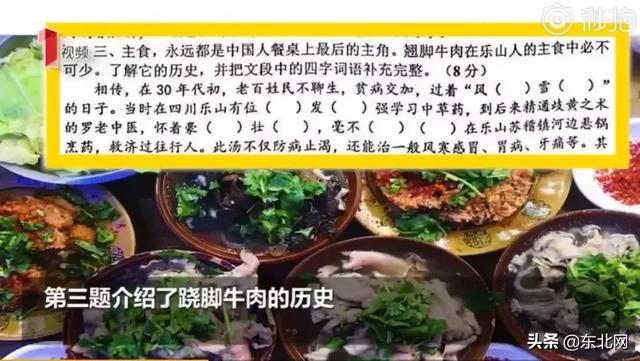 视频
秒拍
三、主食，永远都是中国人餐桌上最后的主角。翘脚牛肉在乐山人的主食中必不
可少。了解它的历史，并把文段中的四字词语补充完整。（8分）
相传，在30年代初，老百姓民不聊生，贫病交加，过着“风（　）雪（　）”
的日子。当时在四川乐山有位（　）发（　）强学习中草药，到后来精通歧黄之术
的罗老中医，怀着豪（　）壮（　），毫不（　）（　）在乐山苏稽镇河边悬锅
烹药，救济过往行人。此汤不仅防病止渴，还能治一般风寒感冒、胃病、牙痛等。其
第三题介绍了跷脚牛肉的历史
头条 @东北网